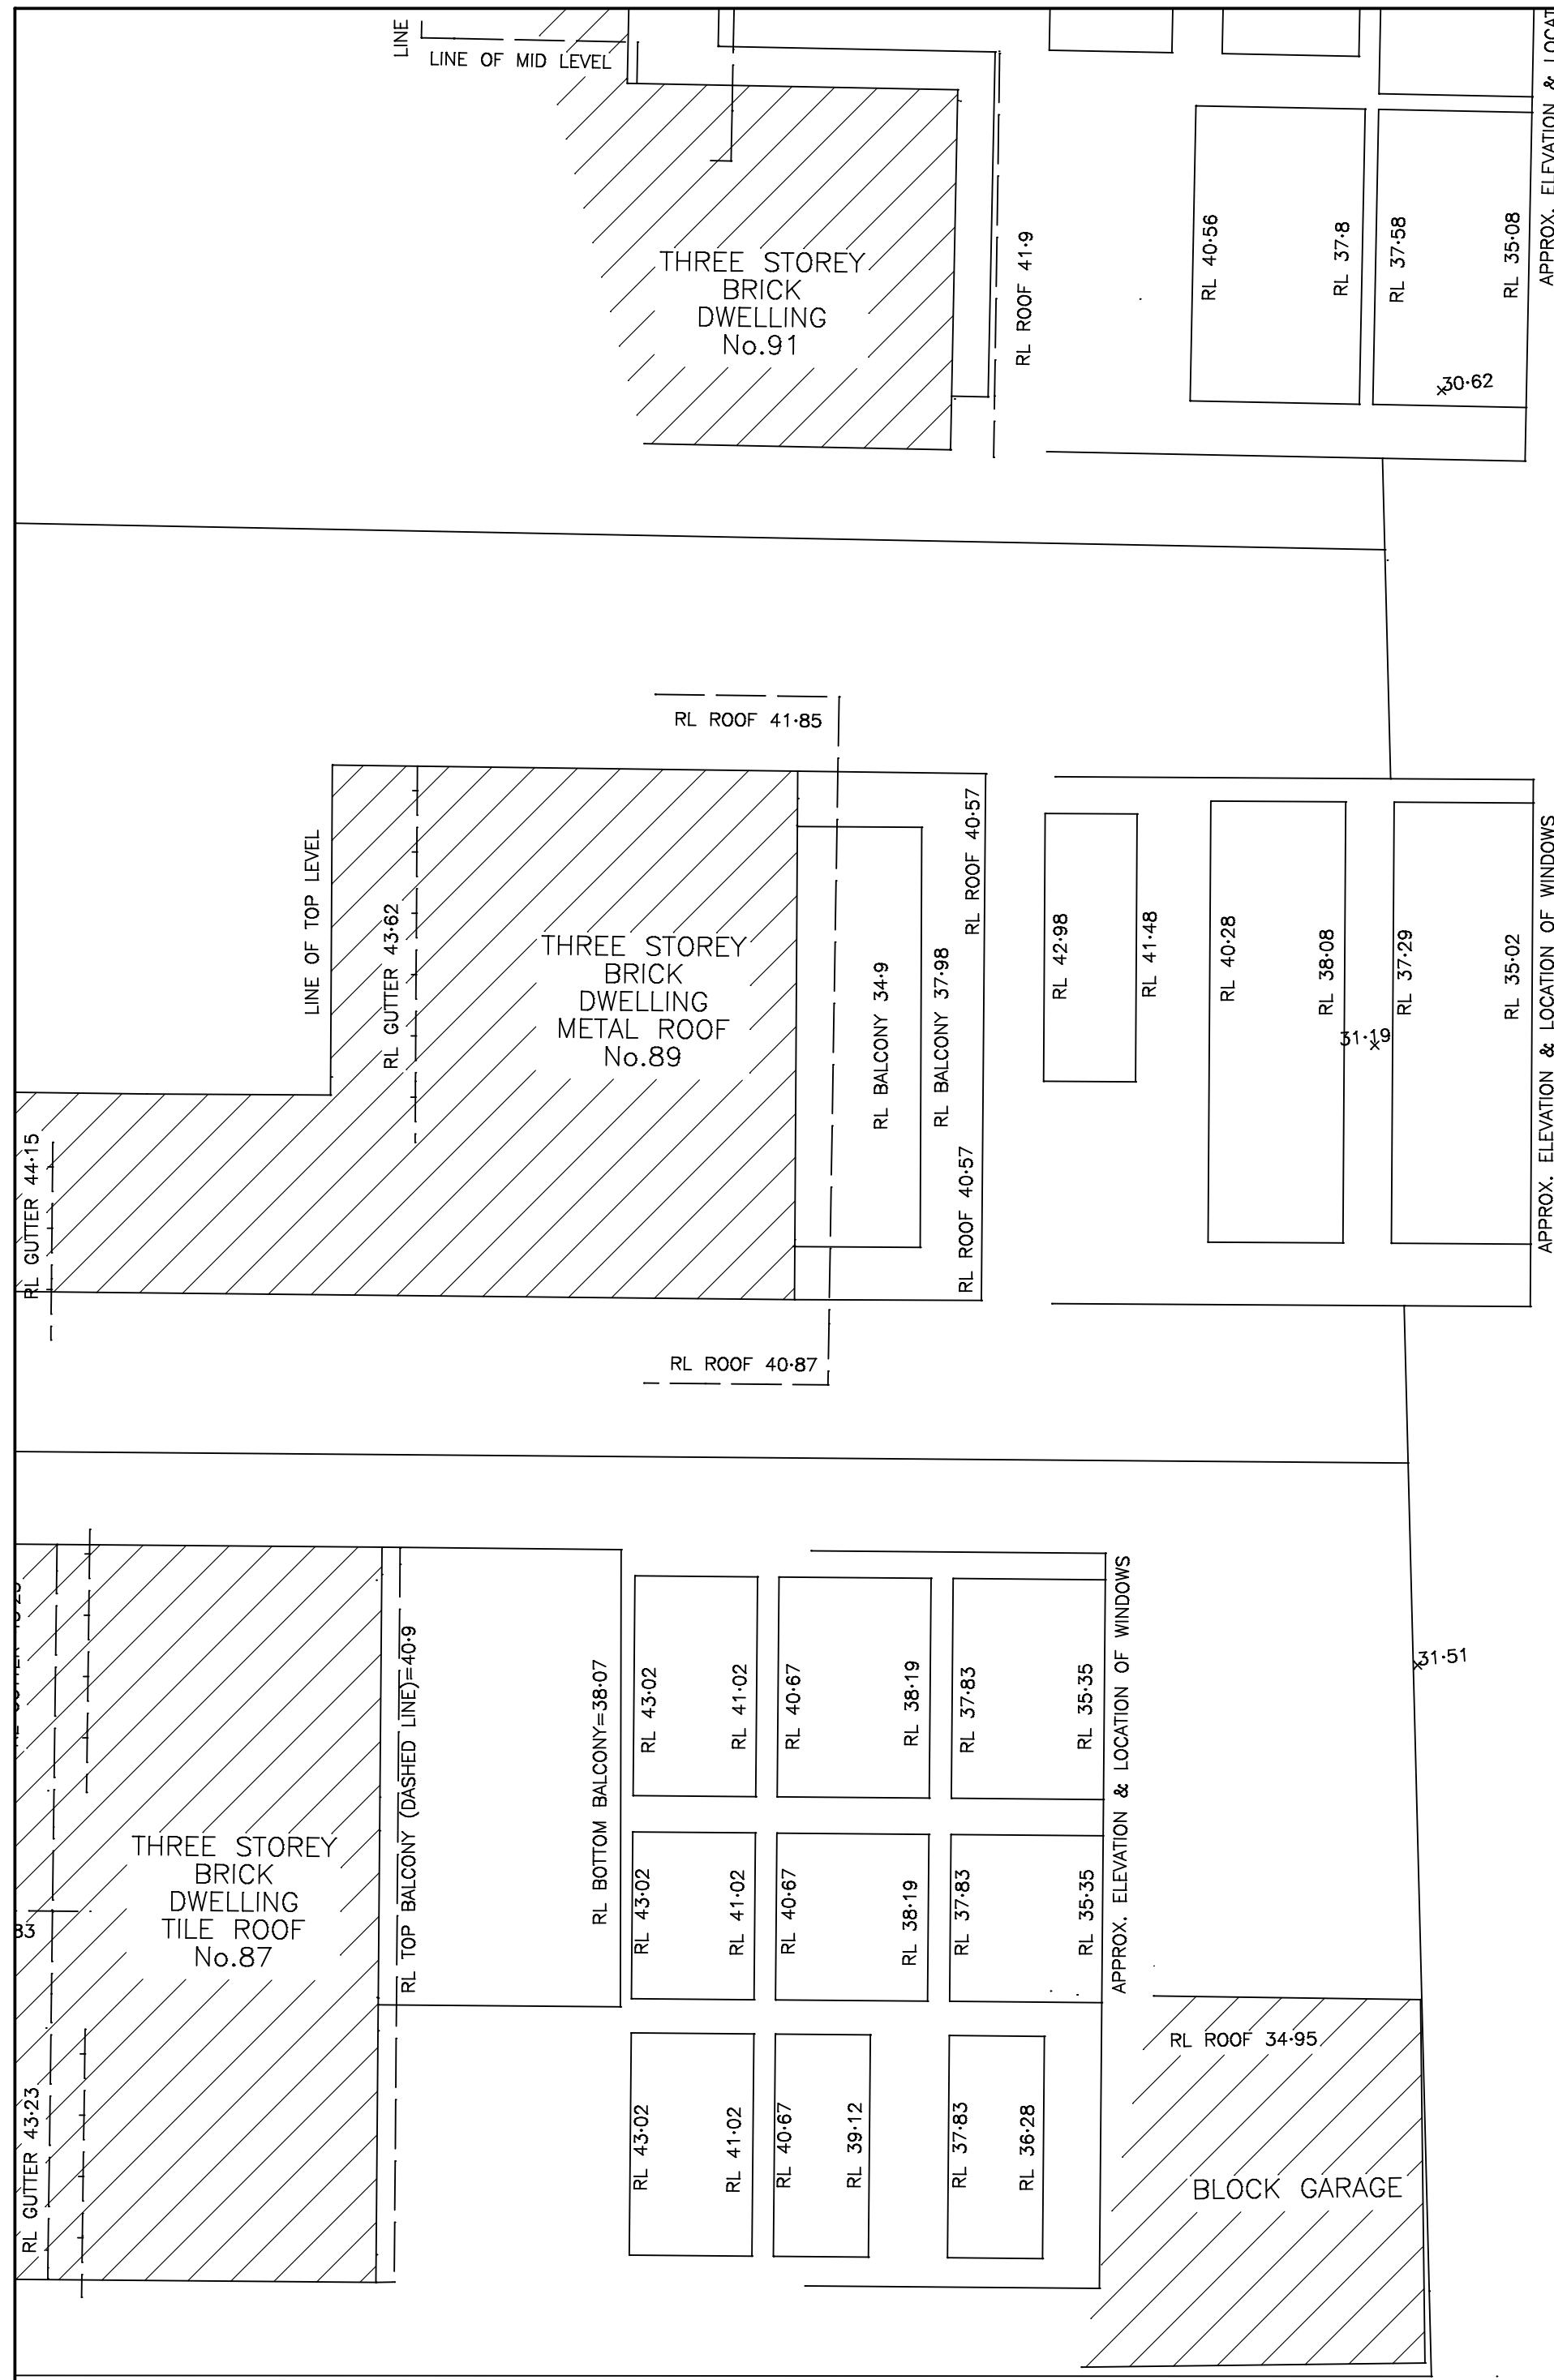 LINE
LINE OF MID LEVEL
THREE STOREY
BRICK
DWELLING
No.91
RL ROOF 41·9
RL 40·56
RL 37·8
RL 37·58
RL 35·08
30·62
APPROX. ELEVATION &
RL ROOF 41·85
LINE OF TOP LEVEL
RL GUTTER 43·62
THREE STOREY
BRICK
DWELLING
METAL ROOF
No.89
RL BALCONY 34·9
RL BALCONY 37·98
RL ROOF 40·57
RL ROOF 40·57
RL 42·98
RL 41·48
RL 40·28
RL 38·08
31·19
RL 37·29
RL 35·02
APPROX. ELEVATION & LOCATION OF WINDOWS
RL GUTTER 44·15
RL ROOF 40·87
THREE STOREY
BRICK
DWELLING
TILE ROOF
No.87
83
RL GUTTER 43·23
RL TOP BALCONY (DASHED LINE)=40·9
RL BOTTOM BALCONY=38·07
RL 43·02
RL 41·02
RL 40·67
RL 38·19
RL 37·83
RL 35·35
RL 43·02
RL 41·02
RL 40·67
RL 38·19
RL 37·83
RL 35·35
RL 43·02
RL 41·02
RL 40·67
RL 39·12
RL 37·83
RL 36·28
APPROX. ELEVATION & LOCATION OF WINDOWS
31·51
RL ROOF 34·95
BLOCK GARAGE